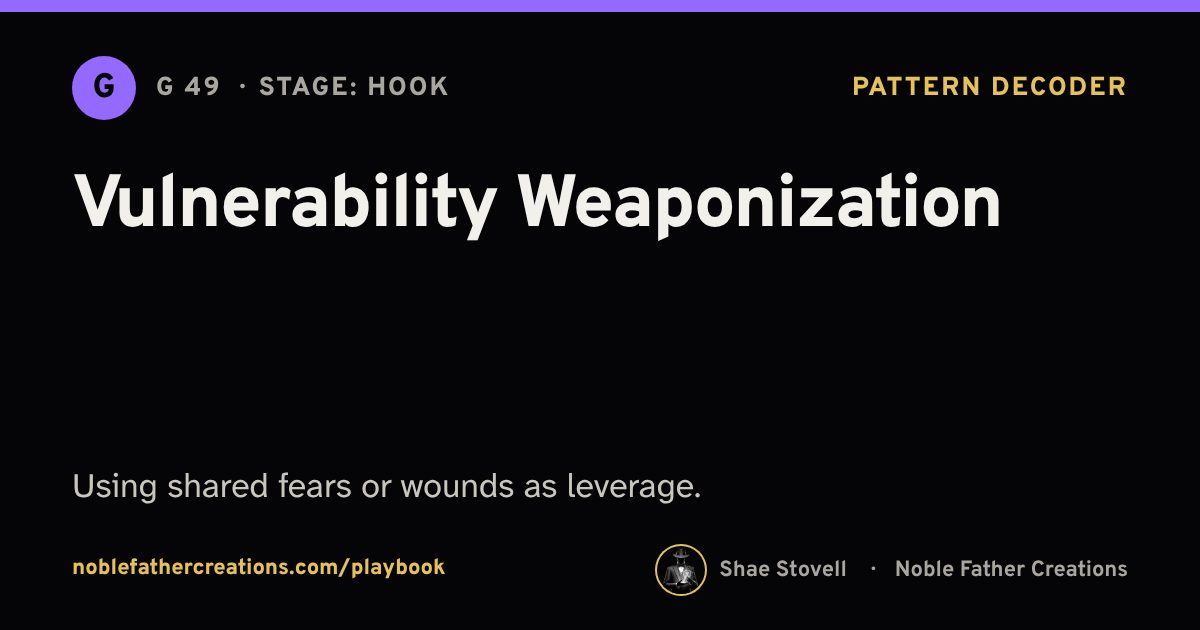 G G 49 · STAGE: HOOK PATTERN DECODER
Vulnerability Weaponization
Using shared fears or wounds as leverage.
noblefathercreations.com/playbook Shae Stovell · Noble Father Creations